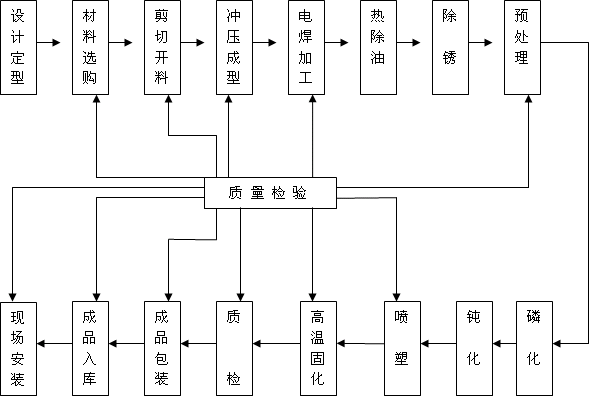 设计定型
材料选购
剪切开料
冲压成型
电焊加工
热除油
除锈
预处理
质量检验
现场安装
成品入库
成品包装
质检
高温固化
喷塑
钝化
磷化